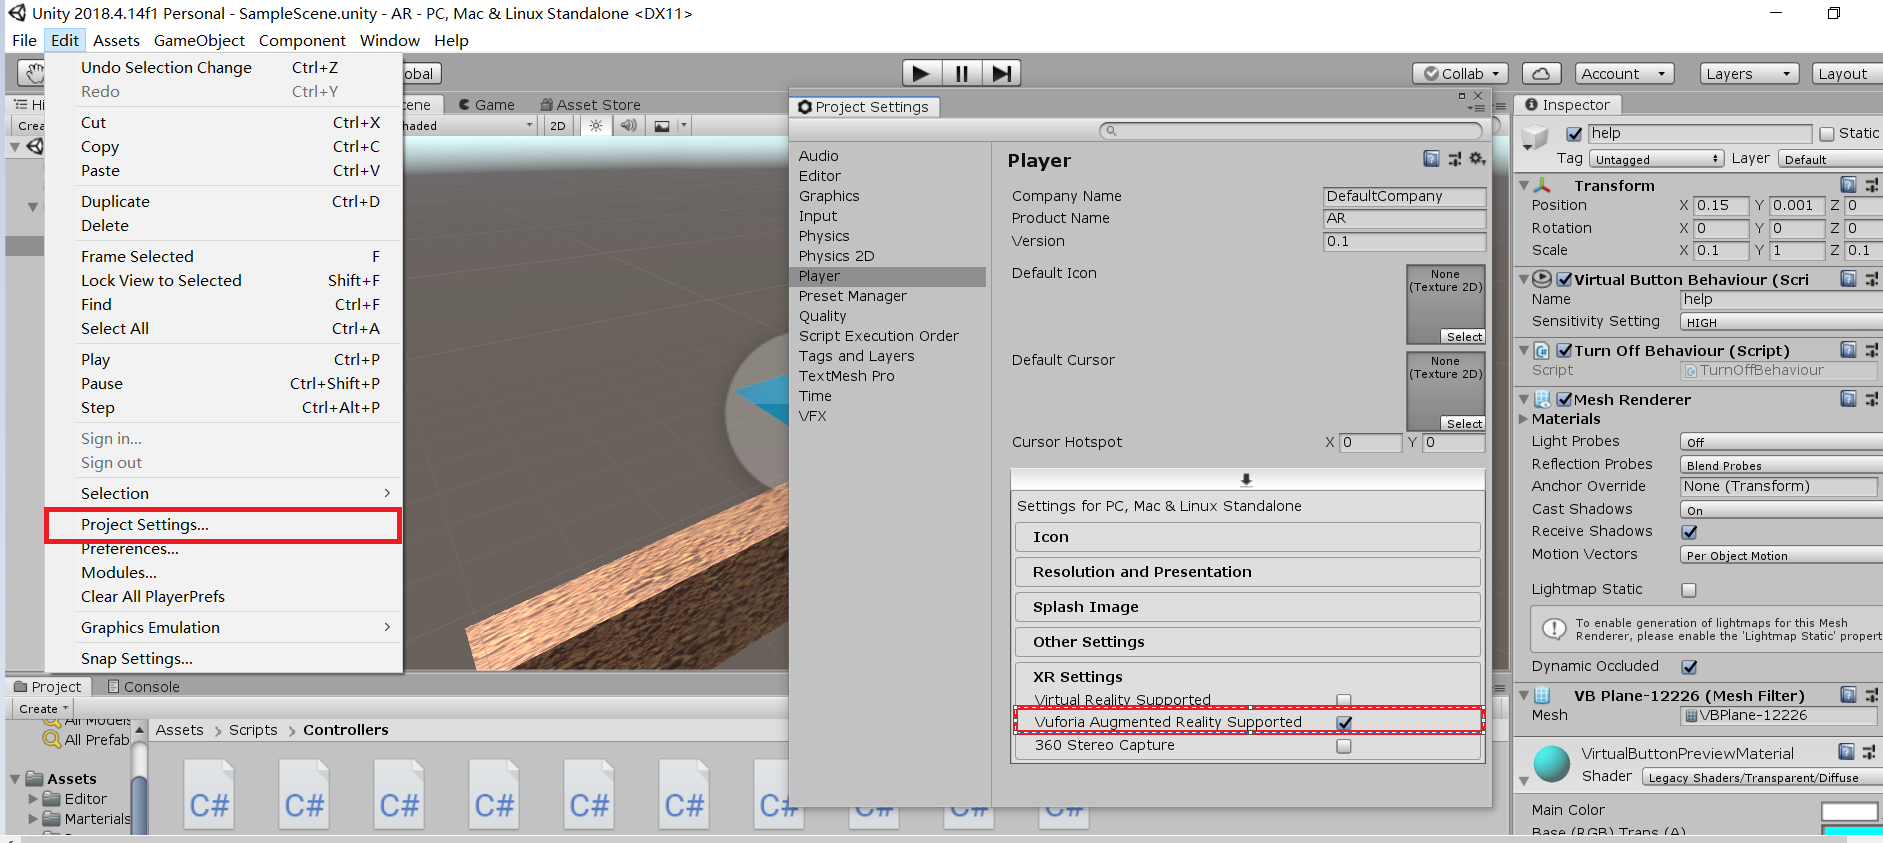 Unity 2018.4.14f1 Personal - SampleScene.unity - AR - PC, Mac & Linux Standalone <DX11>
File Edit Assets GameObject Component Window Help
Undo Selection Change Ctrl+Z
Redo Ctrl+Y
Cut Ctrl+X
Copy Ctrl+C
Paste Ctrl+V
Duplicate Ctrl+D
Delete
Frame Selected F
Lock View to Selected Shift+F
Find Ctrl+F
Select All Ctrl+A
Play Ctrl+P
Pause Ctrl+Shift+P
Step Ctrl+Alt+P
Sign in...
Sign out
Selection
Project Settings...
Preferences...
Modules...
Clear All PlayerPrefs
Graphics Emulation
Snap Settings...
obal
Collab Account Layers Layout
Hi
Crea
cene Game Asset Store
haded 2D
Project Settings
Audio
Editor
Graphics
Input
Physics
Physics 2D
Player
Preset Manager
Quality
Script Execution Order
Tags and Layers
TextMesh Pro
Time
VFX
Player
Company Name DefaultCompany
Product Name AR
Version 0.1
Default Icon
None
(Texture 2D)
Select
Default Cursor
None
(Texture 2D)
Select
Cursor Hotspot X 0 Y 0
Settings for PC, Mac & Linux Standalone
Icon
Resolution and Presentation
Splash Image
Other Settings
XR Settings
Virtual Reality Supported
Vuforia Augmented Reality Supported
360 Stereo Capture
Inspector
help Static
Tag Untagged Layer Default
Transform
Position X 0.15 Y 0.001 Z 0
Rotation X 0 Y 0 Z 0
Scale X 0.1 Y 1 Z 0.1
Virtual Button Behaviour (Scri
Name help
Sensitivity Setting HIGH
Turn Off Behaviour (Script)
Script TurnOffBehaviour
Mesh Renderer
Materials
Light Probes Off
Reflection Probes Blend Probes
Anchor Override None (Transform)
Cast Shadows On
Receive Shadows
Motion Vectors Per Object Motion
Lightmap Static
To enable generation of lightmaps for this Mesh
Renderer, please enable the 'Lightmap Static' propert
Dynamic Occluded
VB Plane-12226 (Mesh Filter)
Mesh VBPlane-12226
VirtualButtonPreviewMaterial
Shader Legacy Shaders/Transparent/Diffuse
Main Color
Base (RGB) Trans (A)
Project Console
Create
All Models
All Prefab
Assets
Editor
Marterials
Assets > Scripts > Controllers
C# C# C# C# C# C# C# C# C# C#